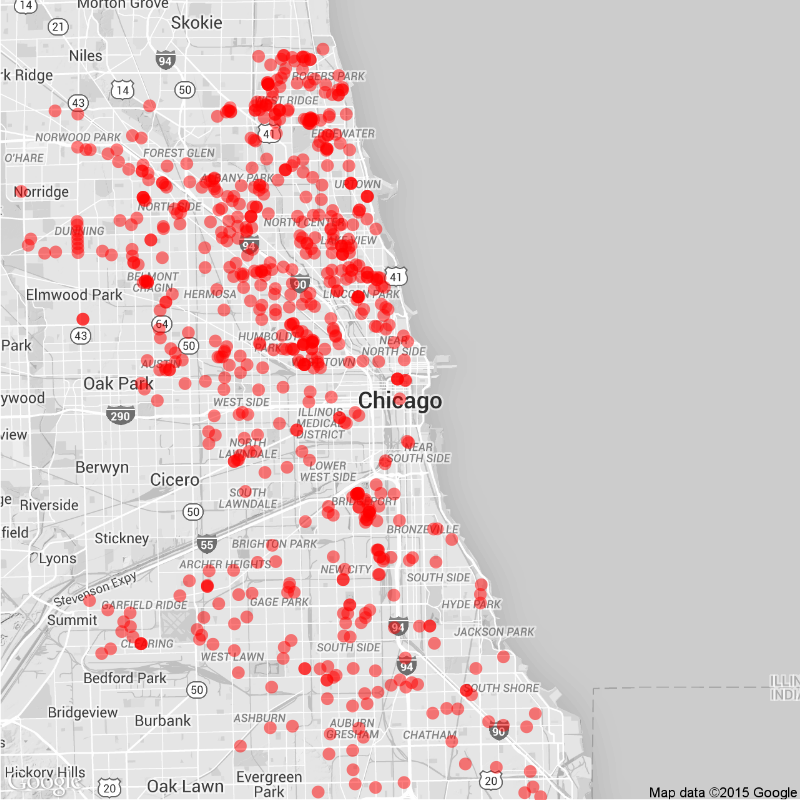 14
Morton Grove
21
Skokie
Niles
94
rk Ridge
14
50
ROGERS PARK
43
WEST RIDGE
41
EDGEWATER
NORWOOD PARK
O'HARE
FOREST GLEN
ALBANY PARK
UPTOWN
Norridge
NORTH SIDE
NORTH CENTER
DUNNING
94
LAKE VIEW
BELMONT
CRAGIN
41
90
Elmwood Park
HERMOSA
LINCOLN PARK
64
43
50
HUMBOLDT
PARK
NEAR
NORTH SIDE
Park
AUSTIN
WEST TOWN
Oak Park
ywood
WEST SIDE
Chicago
290
ILLINOIS
MEDICAL
DISTRICT
view
NORTH
LAWNDALE
NEAR
SOUTH SIDE
Berwyn
LOWER
WEST SIDE
Cicero
SOUTH
LAWNDALE
ge
Riverside
50
BRIDGEPORT
field
Stickney
BRONZEVILLE
55
BRIGHTON PARK
Lyons
ARCHER HEIGHTS
NEW CITY
SOUTH SIDE
Stevenson Expy
GARFIELD RIDGE
GAGE PARK
HYDE PARK
Summit
94
JACKSON PARK
CLEARING
SOUTH SIDE
WEST LAWN
94
Bedford Park
50
SOUTH SHORE
ILLIN
INDIA
Bridgeview
Burbank
ASHBURN
AUBURN
GRESHAM
CHATHAM
90
Hickory Hills
Google
20
Oak Lawn
Evergreen
Park
20
Map data ©2015 Google